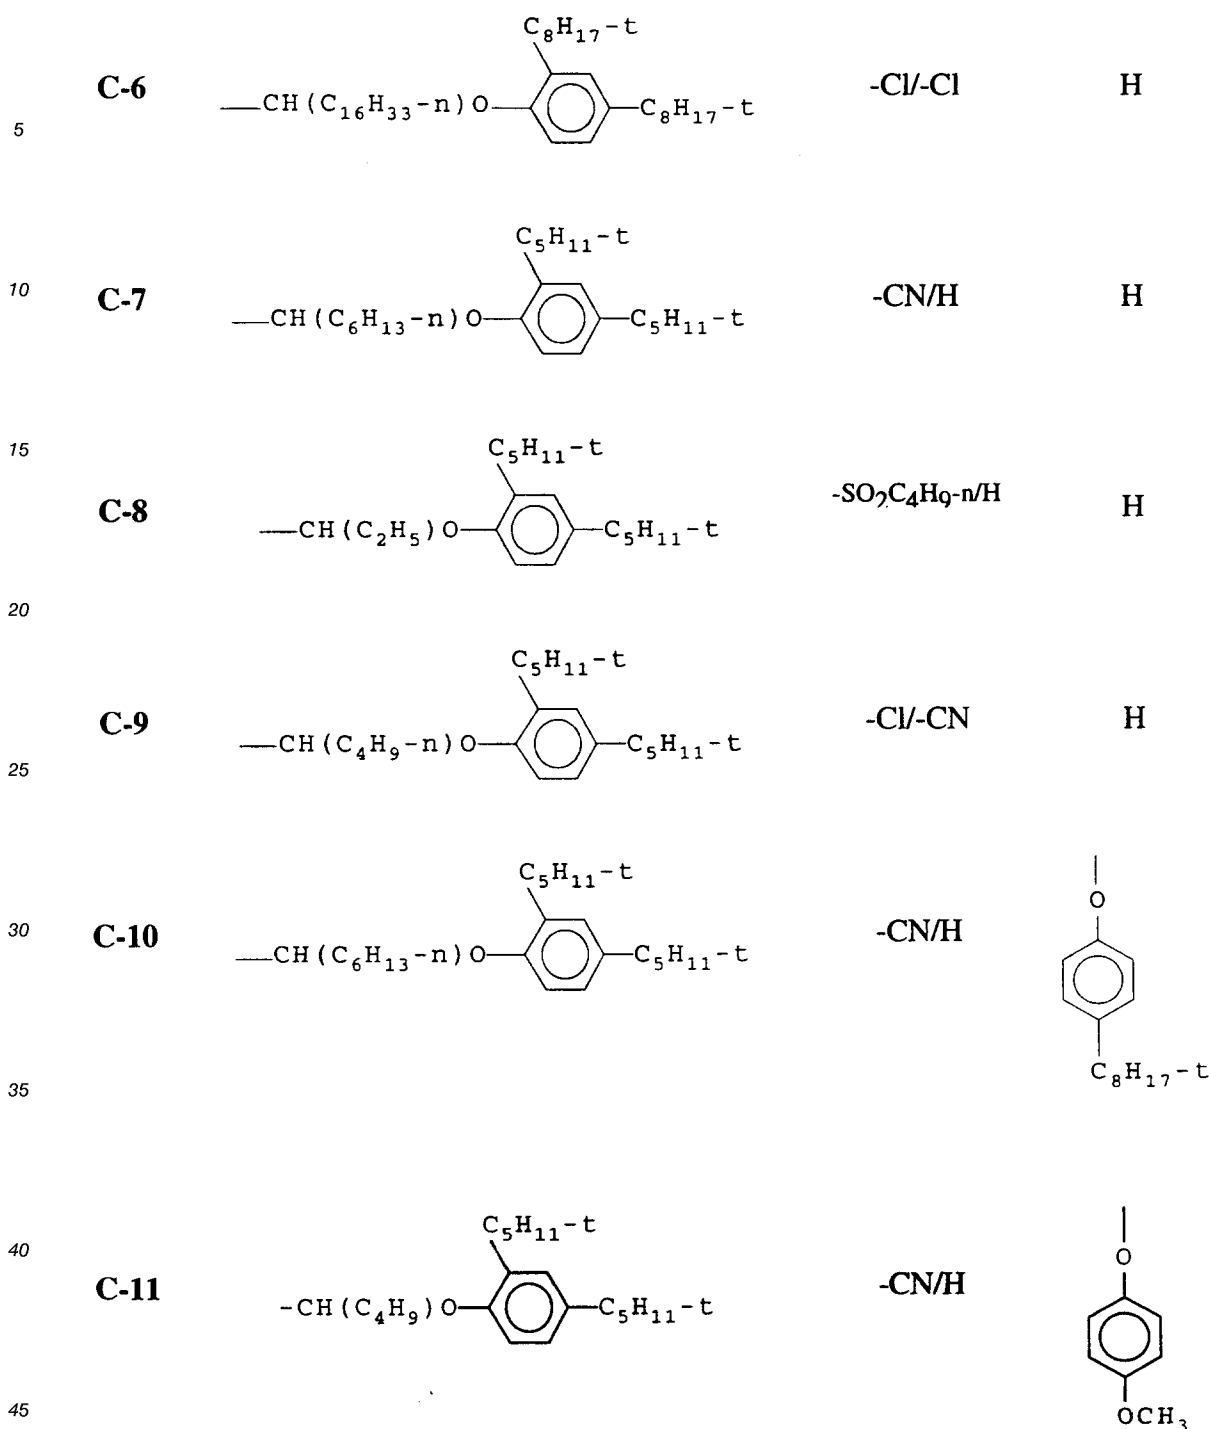 C₈H₁₇-t
C-6 —CH(C₁₆H₃₃-n)O C₈H₁₇-t -Cl/-Cl H
5
C₅H₁₁-t
10 C-7 —CH(C₆H₁₃-n)O C₅H₁₁-t -CN/H H
15 C₅H₁₁-t
C-8 —CH(C₂H₅)O C₅H₁₁-t -SO₂C₄H₉-n/H H
20
C₅H₁₁-t
C-9 —CH(C₄H₉-n)O C₅H₁₁-t -Cl/-CN H
25
C₅H₁₁-t
O
30 C-10 —CH(C₆H₁₃-n)O C₅H₁₁-t -CN/H
C₈H₁₇-t
35
C₅H₁₁-t
40 O
C-11 -CH(C₄H₉)O C₅H₁₁-t -CN/H
45 OCH₃